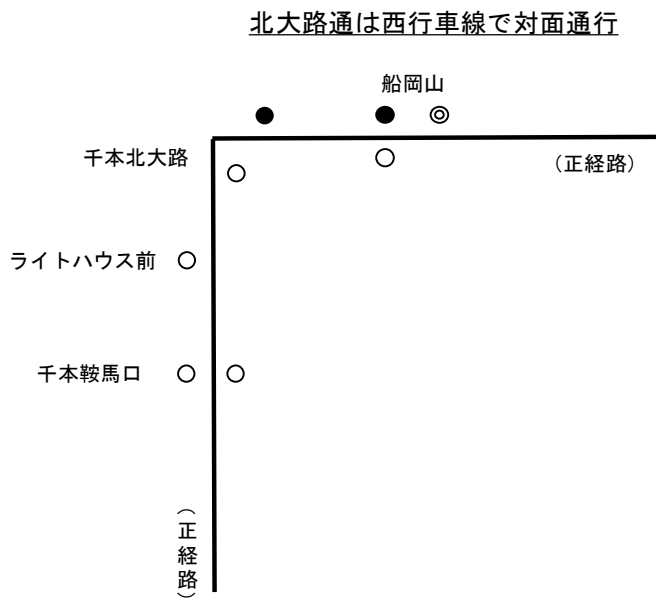 北大路通は西行車線で対面通行
船岡山
千本北大路
（正経路）
ライトハウス前
千本鞍馬口
（正経路）